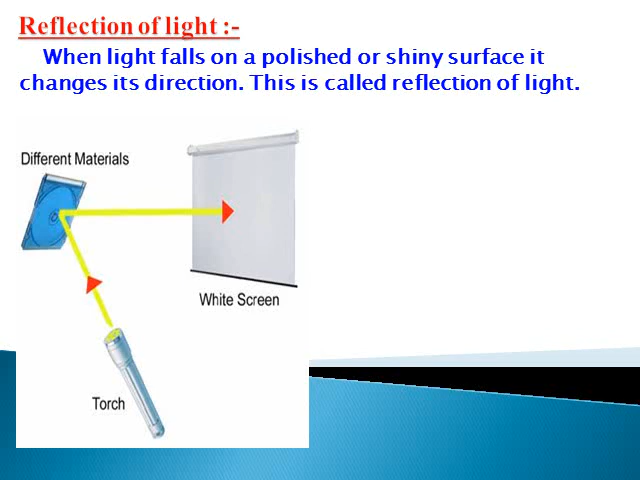 Reflection of light :-
When light falls on a polished or shiny surface it
changes its direction. This is called reflection of light.
Different Materials
White Screen
Torch